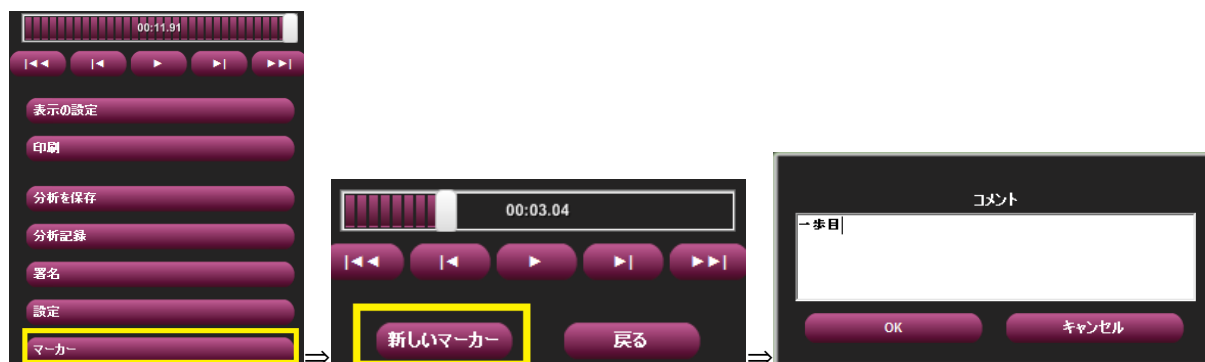 00:11.91
表示の設定
印刷
分析を保存
分析記録
署名
設定
マーカー
⇒
00:03.04
新しいマーカー
戻る
⇒
コメント
一歩目
OK
キャンセル